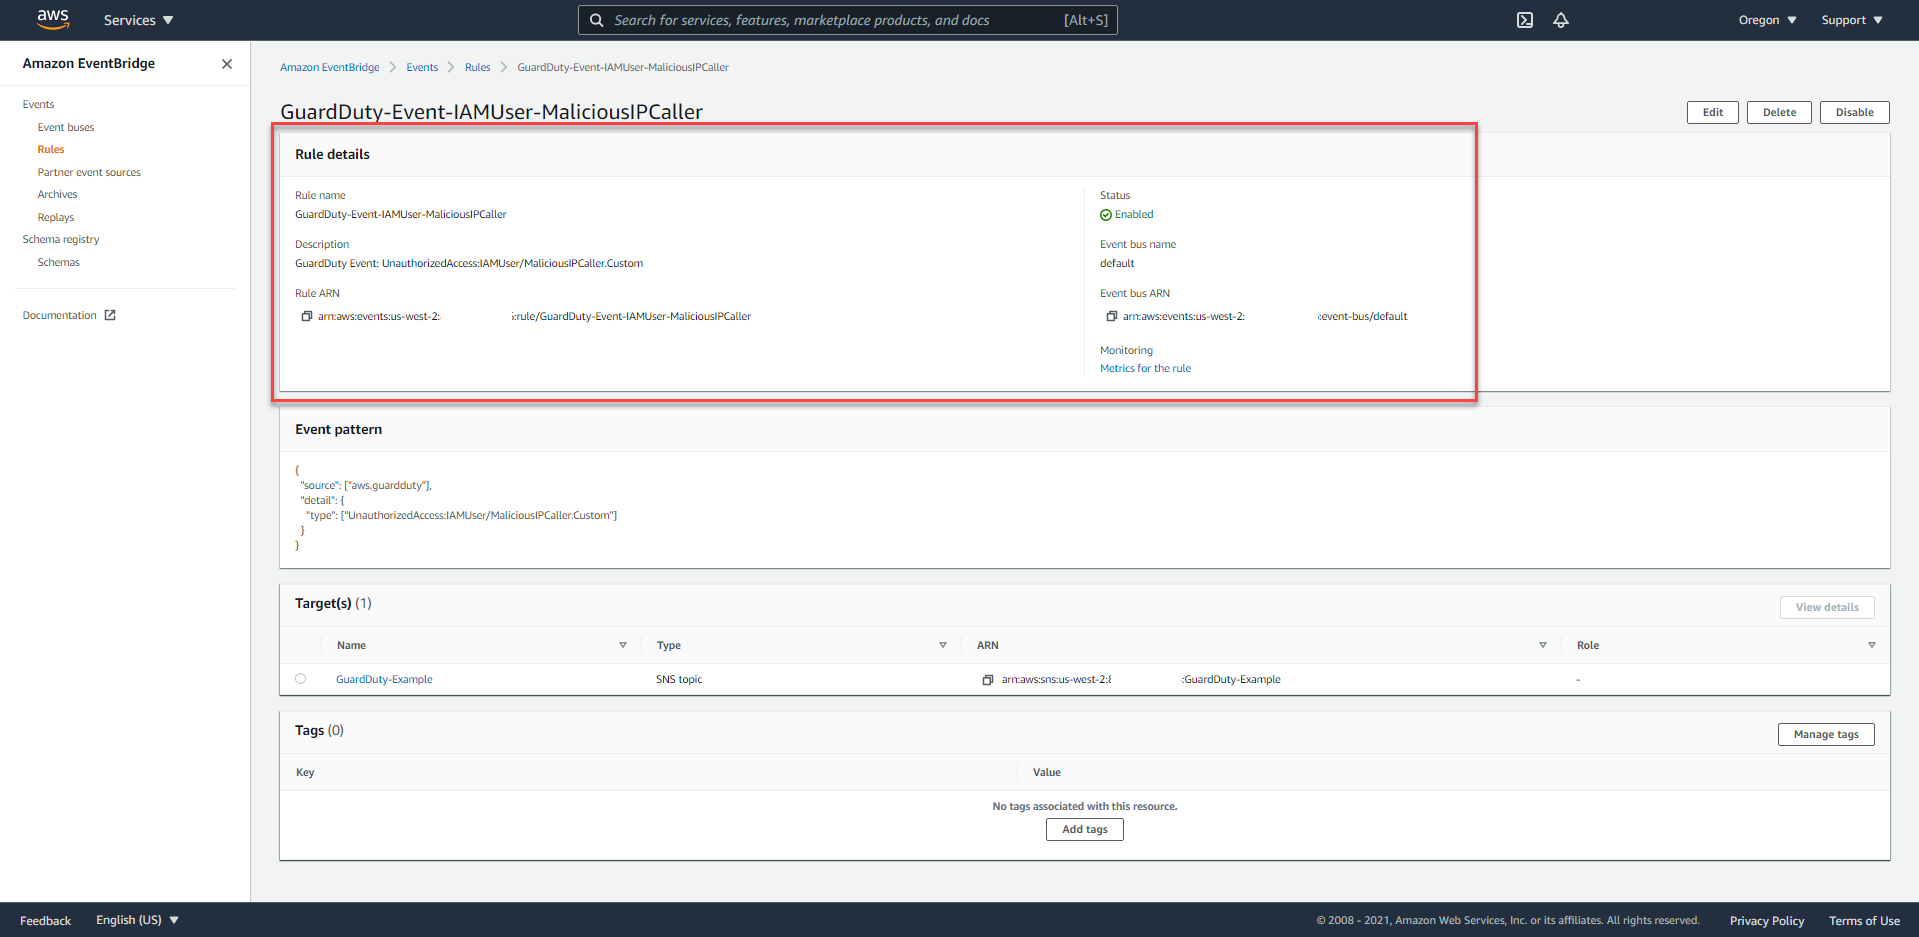 aws Services Search for services, features, marketplace products, and docs [Alt+S] Oregon Support
Amazon EventBridge
Events
Event buses
Rules
Partner event sources
Archives
Replays
Schema registry
Schemas
Documentation
Amazon EventBridge Events Rules GuardDuty-Event-IAMUser-MaliciousIPCaller
GuardDuty-Event-IAMUser-MaliciousIPCaller
Edit Delete Disable
Rule details
Rule name
GuardDuty-Event-IAMUser-MaliciousIPCaller
Description
GuardDuty Event: UnauthorizedAccess:IAMUser/MaliciousIPCaller.Custom
Rule ARN
arn:aws:events:us-west-2: :rule/GuardDuty-Event-IAMUser-MaliciousIPCaller
Status
Enabled
Event bus name
default
Event bus ARN
arn:aws:events:us-west-2: :event-bus/default
Monitoring
Metrics for the rule
Event pattern
{
"source": ["aws.guardduty"],
"detail": {
"type": ["UnauthorizedAccess:IAMUser/MaliciousIPCaller.Custom"]
}
}
Target(s) (1)
View details
Name Type ARN Role
GuardDuty-Example SNS topic arn:aws:sns:us-west-2: :GuardDuty-Example -
Tags (0)
Manage tags
Key Value
No tags associated with this resource.
Add tags
Feedback English (US) © 2008 - 2021, Amazon Web Services, Inc. or its affiliates. All rights reserved. Privacy Policy Terms of Use